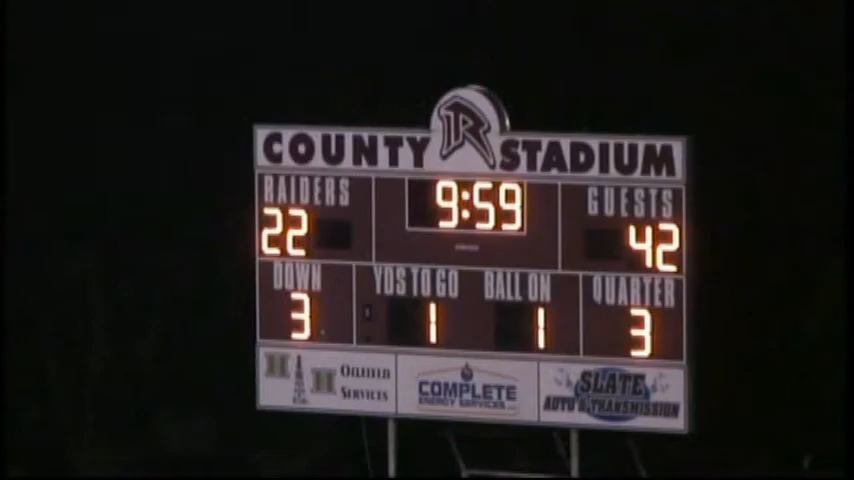 COUNTY R STADIUM
RAIDERS 9:59 GUESTS
22 42
DOWN YDS TO GO BALL ON QUARTER
3 1 1 3
H H OILFIELD SERVICES
COMPLETE
ENERGY SERVICES
SLATE
AUTO & TRANSMISSION